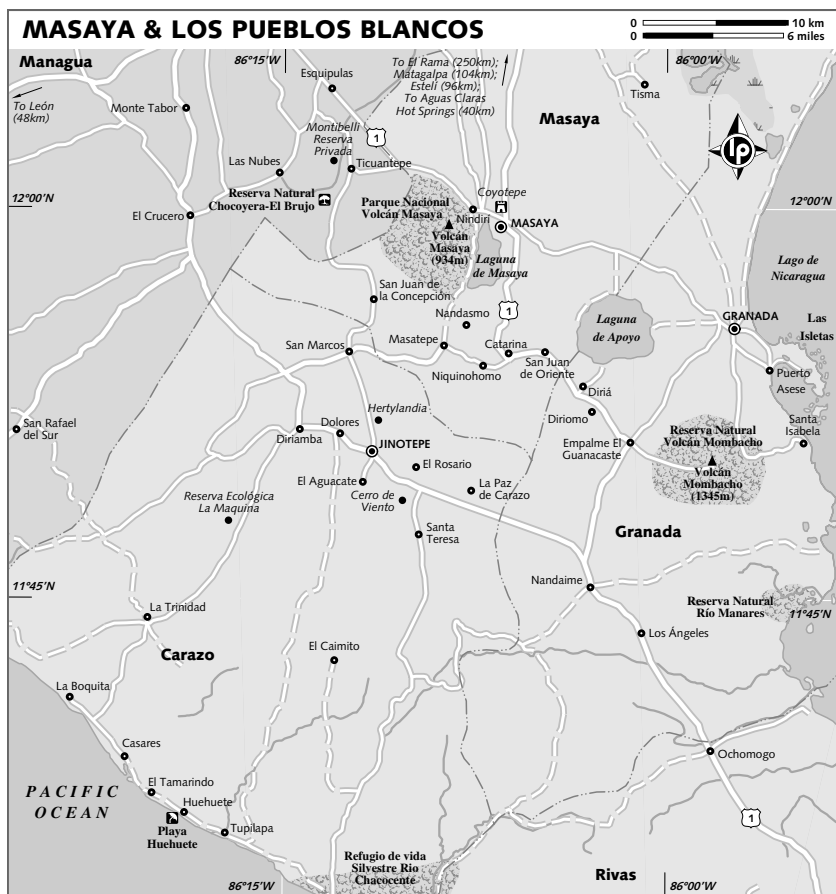 MASAYA & LOS PUEBLOS BLANCOS
0 10 km
0 6 miles
Managua
86°15'W
To El Rama (250km);
Matagalpa (104km);
Estelí (96km);
To Aguas Claras
Hot Springs (40km)
86°00'W
Esquipulas
Tisma
To León
(48km)
Monte Tabor
Masaya
Montibelli
Reserva
Privada
1
lp
Las Nubes
Ticuantepe
Reserva Natural
Chocoyera-El Brujo
Parque Nacional
Volcán Masaya
Coyotepe
12°00'N
12°00'N
El Crucero
Nindirí
MASAYA
Volcán
Masaya
(934m)
Laguna
de Masaya
Lago de
Nicaragua
San Juan de
la Concepción
Nandasmo
1
Laguna
de Apoyo
GRANADA
Las
Isletas
San Marcos
Masatepe
Catarina
San Juan
de Oriente
Niquinohomo
Puerto
Asese
Diriá
Hertylandia
Diriomo
San Rafael
del Sur
Dolores
Diriamba
JINOTEPE
Reserva Natural
Volcán Mombacho
Santa
Isabela
Empalme El
Guanacaste
El Rosario
Volcán
Mombacho
(1345m)
El Aguacate
La Paz
de Carazo
Reserva Ecológica
La Maquina
Cerro de
Viento
Santa
Teresa
Granada
11°45'N
Nandaime
Reserva Natural
Río Manares
11°45'N
La Trinidad
Los Ángeles
Carazo
El Caimito
La Boquita
Casares
Ochomogo
PACIFIC
OCEAN
El Tamarindo
Huehuete
Playa
Huehuete
Tupilapa
1
Refugio de vida
Silvestre Rio
Chacocente
Rivas
86°15'W
86°00'W